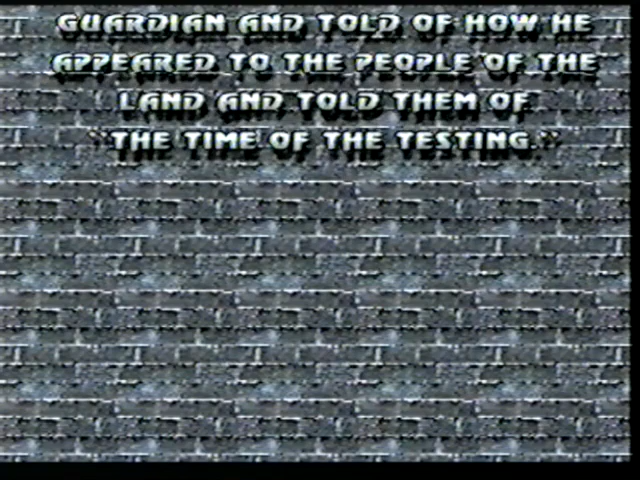 GUARDIAN AND TOLD OF HOW HE
APPEARED TO THE PEOPLE OF THE
LAND AND TOLD THEM OF
"THE TIME OF THE TESTING."